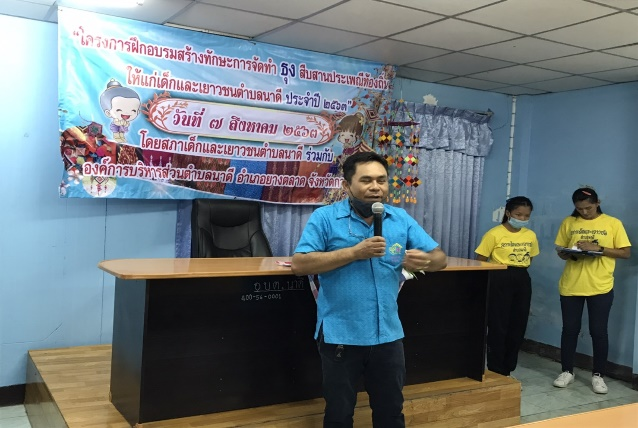 "โครงการฝึกอบรมสร้างทักษะการจัดทำ ธุง สืบสานประเพณีท้องถิ่น
ให้แก่เด็กและเยาวชนตำบลนาดี ประจำปี ๒๕๖๓"
วันที่ ๗ สิงหาคม ๒๕๖๓
โดยสภาเด็กและเยาวชนตำบลนาดี ร่วมกับ
องค์การบริหารส่วนตำบลนาดี อำเภอยางตลาด จังหวัด
อบต.นาดี
400-54-0001